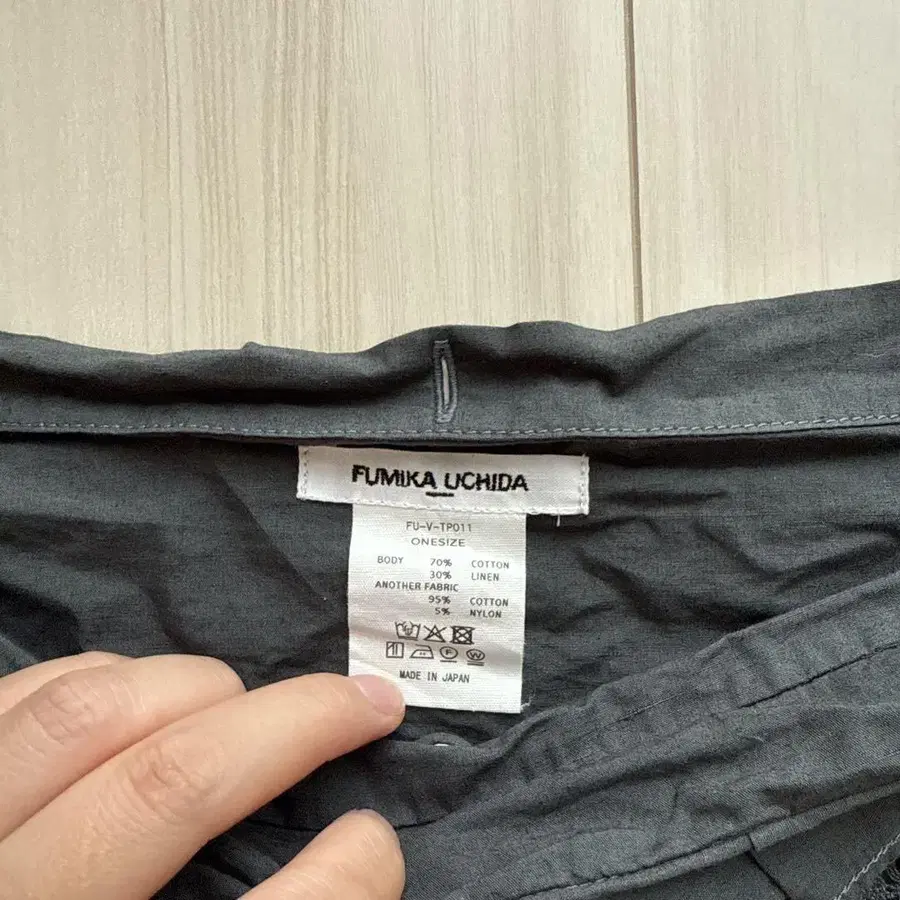 FUMIKA UCHIDA
FU-V-TP011
ONESIZE
BODY 70% COTTON
30% LINEN
ANOTHER FABRIC
95% COTTON
5% NYLON
F W
MADE IN JAPAN